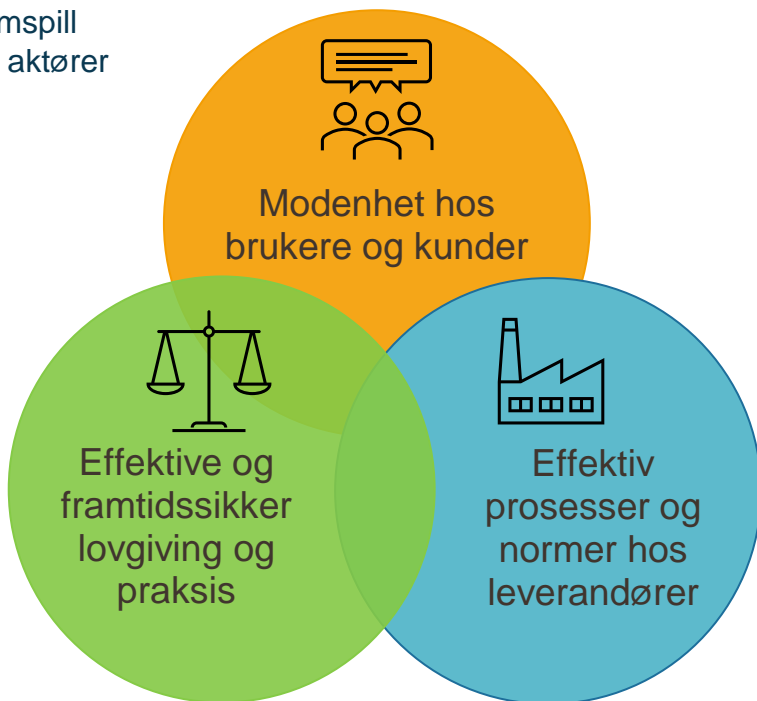 mspill
aktører
Modenhet hos
brukere og kunder
Effektive og
framtidssikker
lovgiving og
praksis
Effektiv
prosesser og
normer hos
leverandører